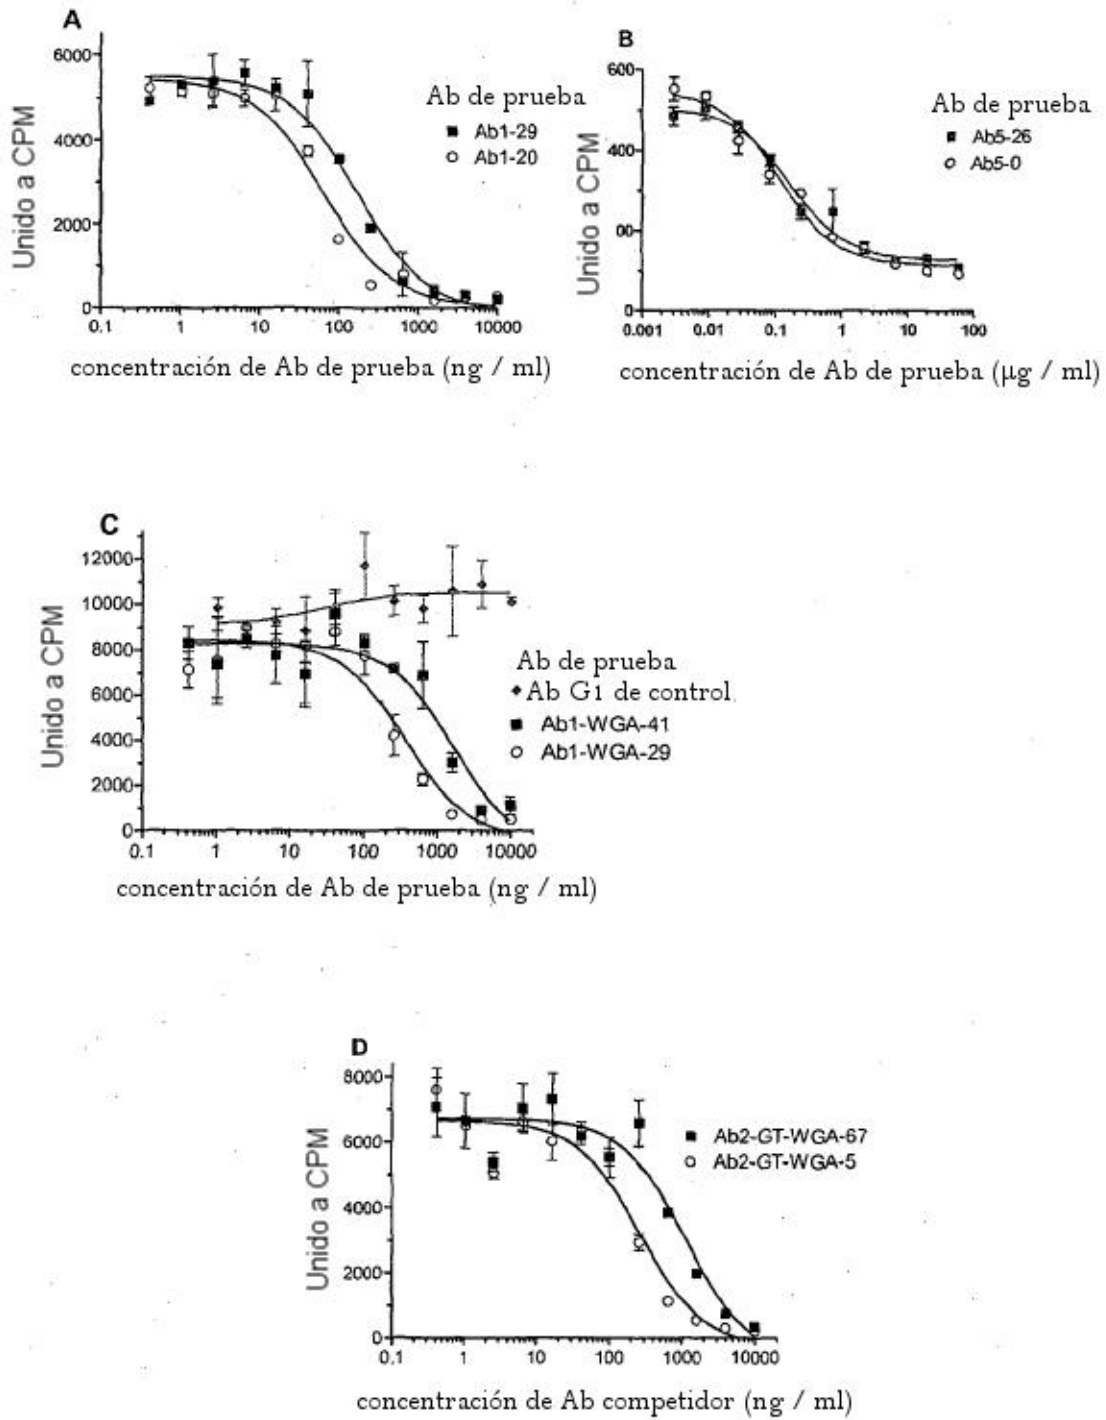 A
6000
4000
2000
0
Unido a CPM
0.1 1 10 100 1000 10000
concentración de Ab de prueba (ng / ml)
Ab de prueba
Ab1-29
Ab1-20
B
600
400
00
0
Unido a CPM
0.001 0.01 0.1 1 10 100
concentración de Ab de prueba (µg / ml)
Ab de prueba
Ab5-26
Ab5-0
C
12000
10000
8000
6000
4000
2000
0
Unido a CPM
0.1 1 10 100 1000 10000
concentración de Ab de prueba (ng / ml)
Ab de prueba
Ab G1 de control
Ab1-WGA-41
Ab1-WGA-29
D
8000
6000
4000
2000
0
Unido a CPM
0.1 1 10 100 1000 10000
concentración de Ab competidor (ng / ml)
Ab2-GT-WGA-67
Ab2-GT-WGA-5